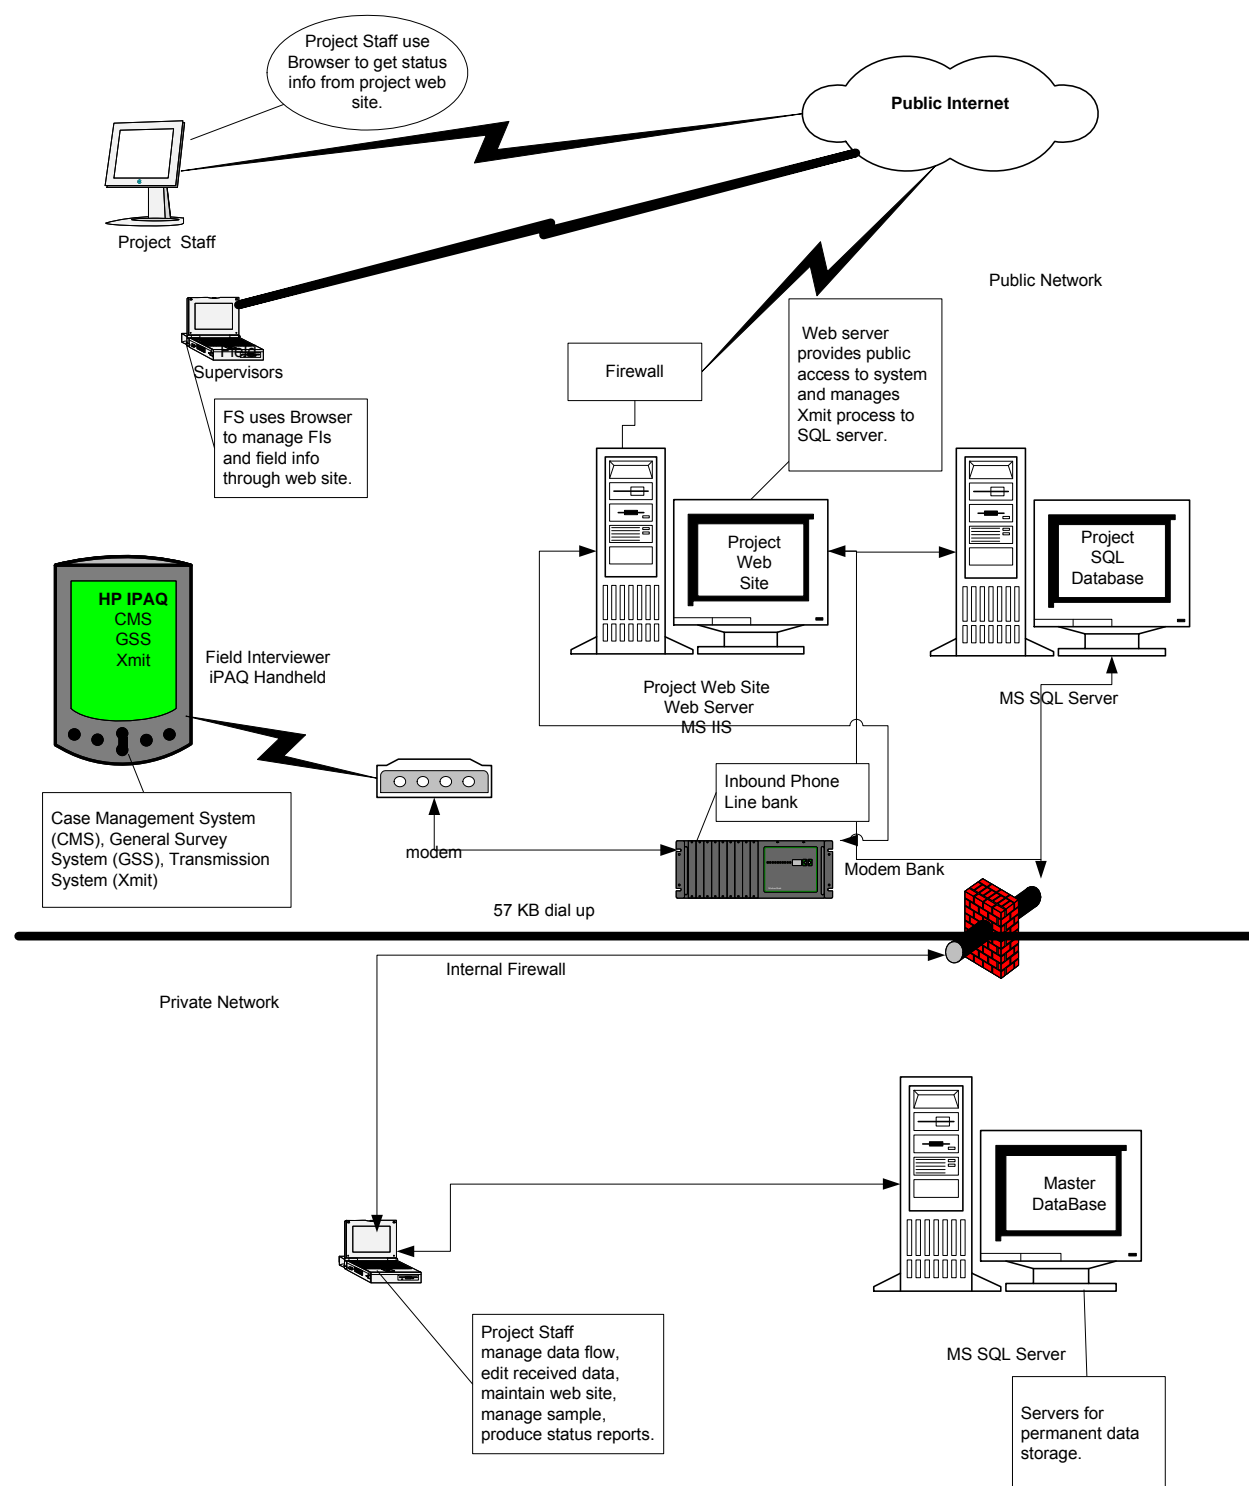 Project Staff use
Browser to get status
info from project web
site.
Public Internet
Project Staff
Public Network
Field
Supervisors
FS uses Browser
to manage FIs
and field info
through web site.
Firewall
Web server
provides public
access to system
and manages
Xmit process to
SQL server.
Project
Web
Site
Project
SQL
Database
HP IPAQ
CMS
GSS
Xmit
Field Interviewer
iPAQ Handheld
Project Web Site
Web Server
MS IIS
MS SQL Server
Case Management System
(CMS), General Survey
System (GSS), Transmission
System (Xmit)
modem
Inbound Phone
Line bank
Modem Bank
57 KB dial up
Internal Firewall
Private Network
Master
DataBase
Project Staff
manage data flow,
edit received data,
maintain web site,
manage sample,
produce status reports.
MS SQL Server
Servers for
permanent data
storage.